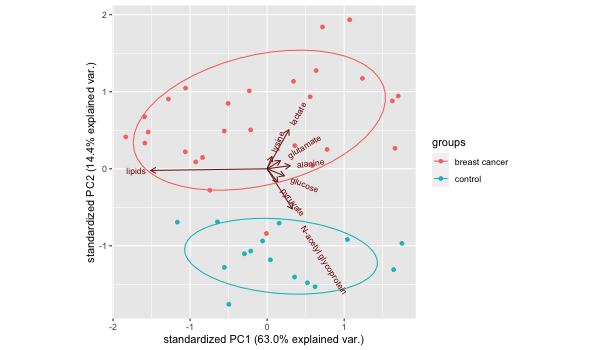 2
1
0
-1
-2
-1
0
1
standardized PC2 (14.4% explained var.)
standardized PC1 (63.0% explained var.)
lipids
lysine
lactate
glutamate
alanine
glucose
pyruvate
N-acetyl glycoprotein
groups
breast cancer
control